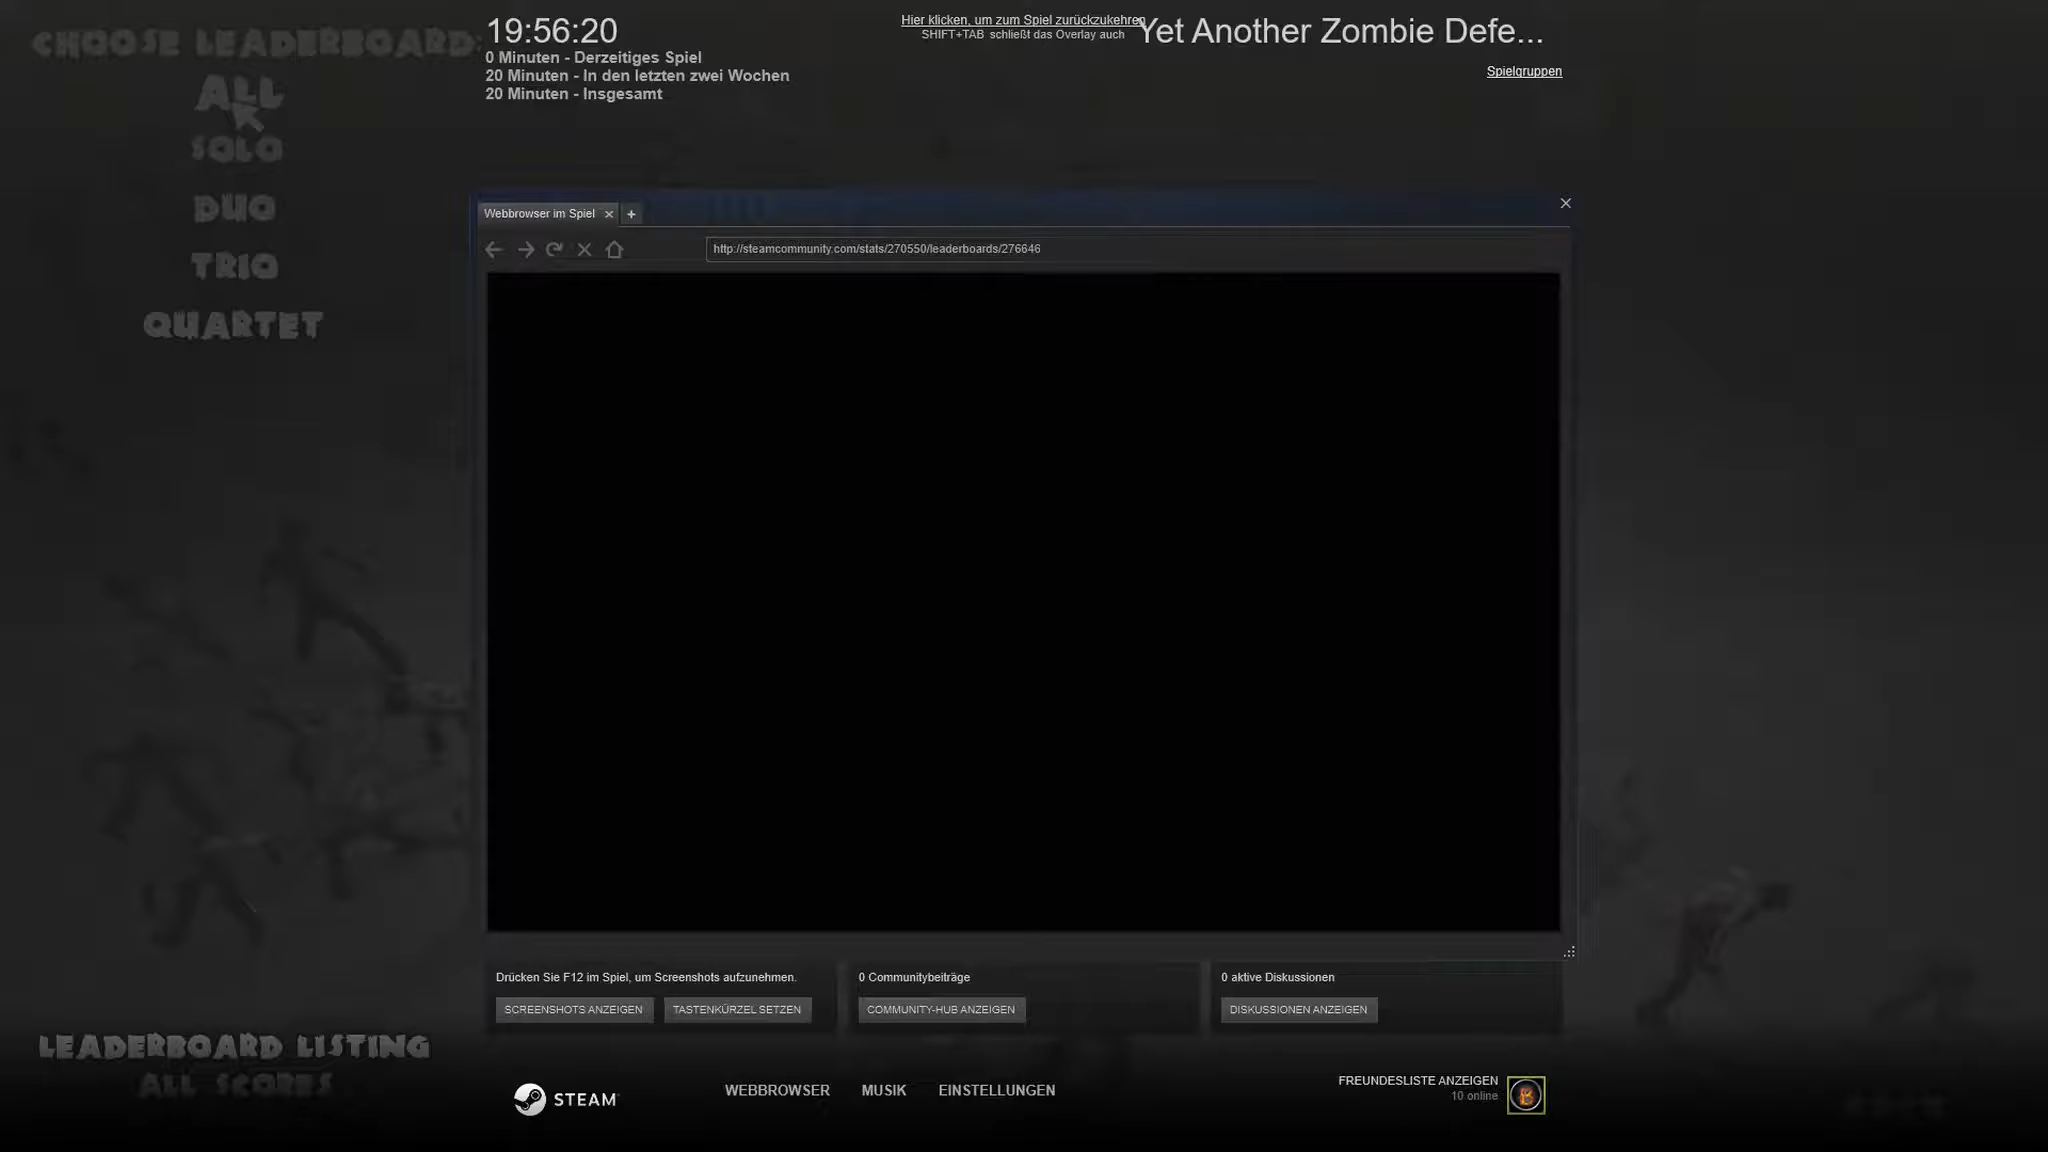 CHOOSE LEADERBOARD:
ALL
SOLO
DUO
TRIO
QUARTET
19:56:20
0 Minuten - Derzeitiges Spiel
20 Minuten - In den letzten zwei Wochen
20 Minuten - Insgesamt
Hier klicken, um zum Spiel zurückzukehren
SHIFT+TAB schließt das Overlay auch
Yet Another Zombie Defe...
Spielgruppen
Webbrowser im Spiel
http://steamcommunity.com/stats/270550/leaderboards/276646
Drücken Sie F12 im Spiel, um Screenshots aufzunehmen.
SCREENSHOTS ANZEIGEN TASTENKÜRZEL SETZEN
0 Communitybeiträge
COMMUNITY-HUB ANZEIGEN
0 aktive Diskussionen
DISKUSSIONEN ANZEIGEN
LEADERBOARD LISTING
ALL SCORES
STEAM
WEBBROWSER MUSIK EINSTELLUNGEN
FREUNDESLISTE ANZEIGEN
10 online